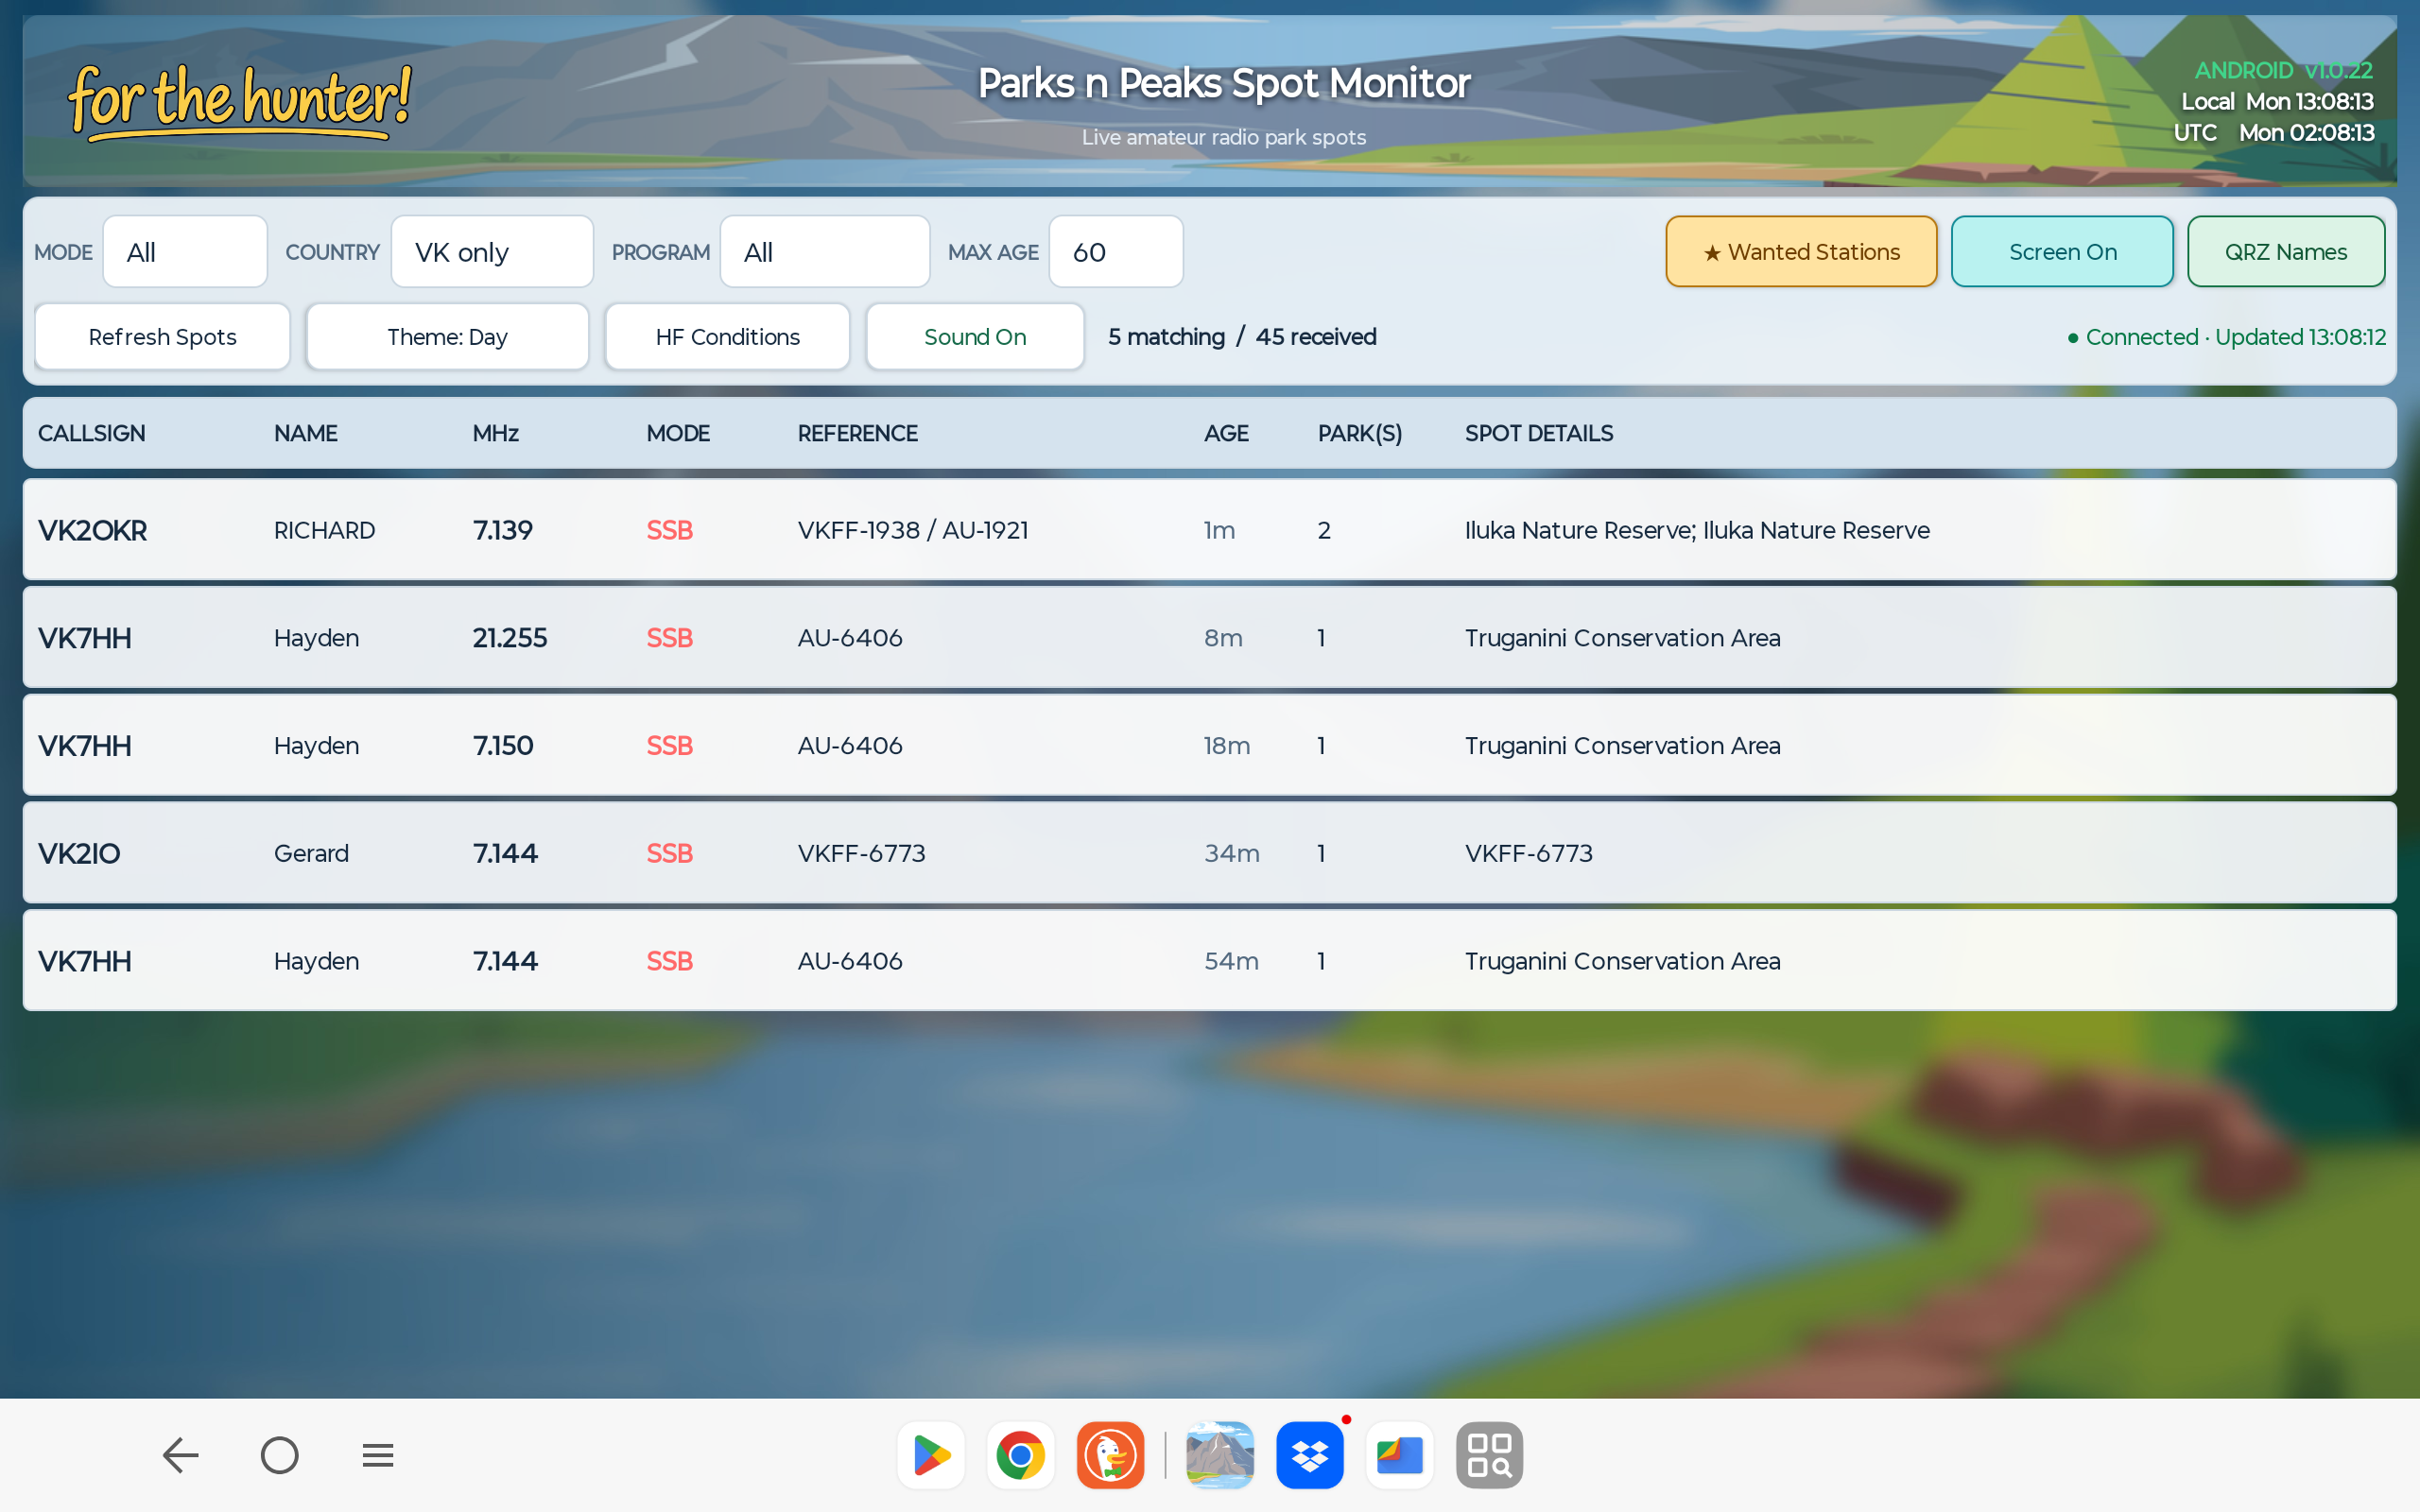 for the hunter!
Parks n Peaks Spot Monitor
Live amateur radio park spots
ANDROID v1.0.22
Local Mon 13:08:13
UTC Mon 02:08:13
MODE All COUNTRY VK only PROGRAM All MAX AGE 60 ★ Wanted Stations Screen On QRZ Names
Refresh Spots Theme: Day HF Conditions Sound On 5 matching / 45 received ● Connected · Updated 13:08:12
CALLSIGN NAME MHz MODE REFERENCE AGE PARK(S) SPOT DETAILS
VK2OKR RICHARD 7.139 SSB VKFF-1938 / AU-1921 1m 2 Iluka Nature Reserve; Iluka Nature Reserve
VK7HH Hayden 21.255 SSB AU-6406 8m 1 Truganini Conservation Area
VK7HH Hayden 7.150 SSB AU-6406 18m 1 Truganini Conservation Area
VK2IO Gerard 7.144 SSB VKFF-6773 34m 1 VKFF-6773
VK7HH Hayden 7.144 SSB AU-6406 54m 1 Truganini Conservation Area